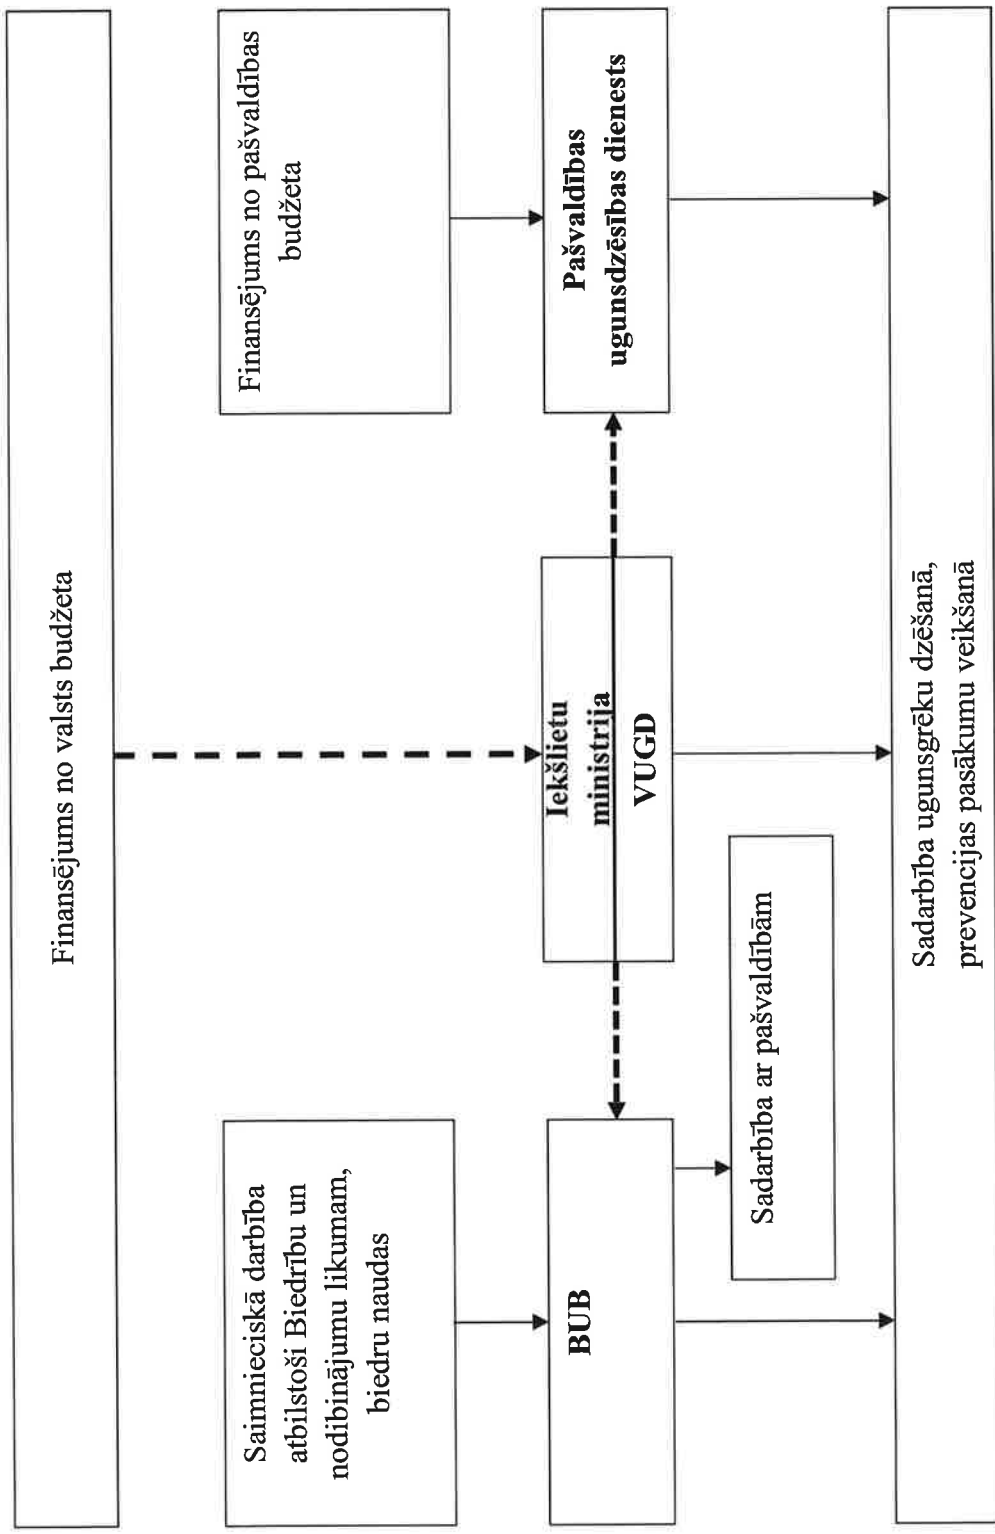 Finansējums no valsts budžeta
Saimnieciskā darbība
atbilstoši Biedrību un
nodibinājumu likumam,
biedru naudas
Finansējums no pašvaldības
budžeta
BUB
Iekšlietu
ministrija
VUGD
Pašvaldības
ugunsdzēsības dienests
Sadarbība ar pašvaldībām
Sadarbība ugunsgrēku dzēšanā,
prevencijas pasākumu veikšanā